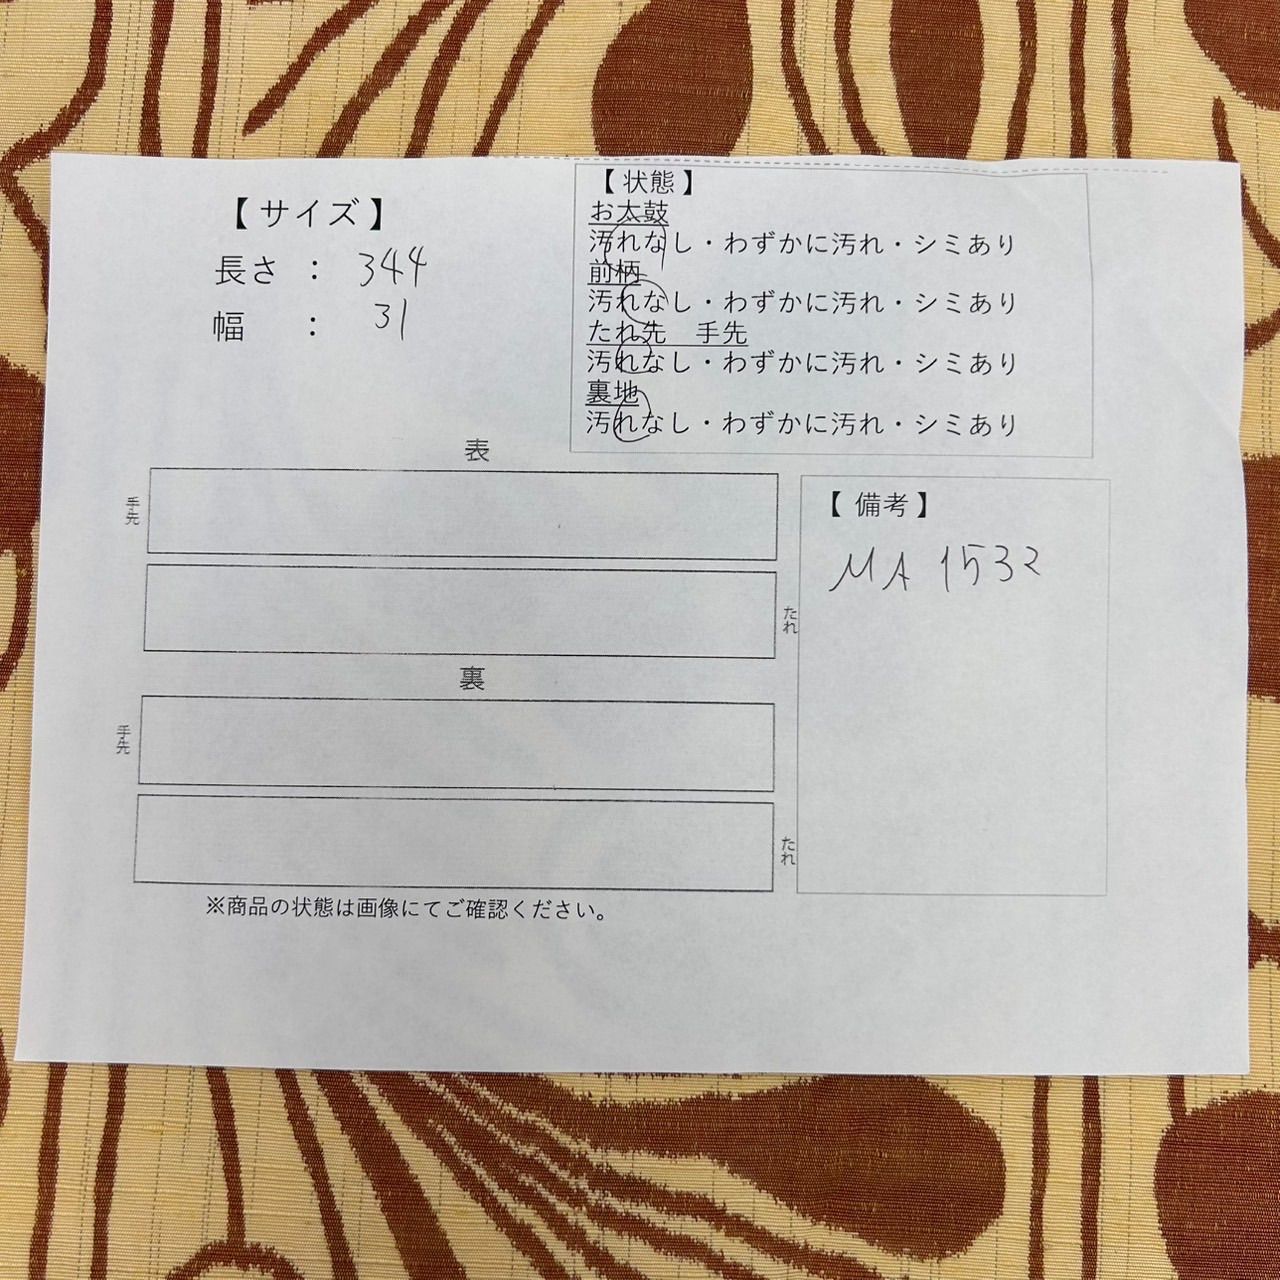 【サイズ】
長さ : 344
幅 : 31
【状態】
お太鼓
汚れなし・わずかに汚れ・シミあり
前柄
汚れなし・わずかに汚れ・シミあり
たれ先 手先
汚れなし・わずかに汚れ・シミあり
裏地
汚れなし・わずかに汚れ・シミあり
表
手先
たれ
裏
手先
たれ
※商品の状態は画像にてご確認ください。
【備考】
MA 1532